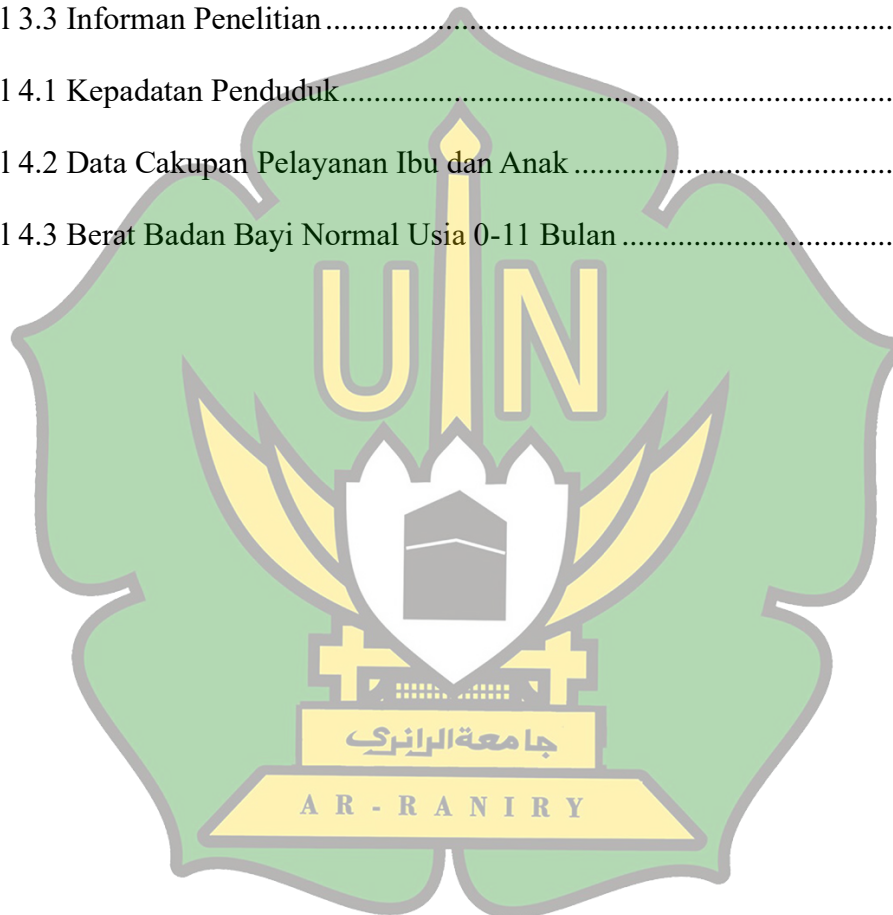 l 3.3 Informan Penelitian.......................................................................
l 4.1 Kepadatan Penduduk.....................................................................
l 4.2 Data Cakupan Pelayanan Ibu dan Anak........................................
l 4.3 Berat Badan Bayi Normal Usia 0-11 Bulan..................................
UIN
جامعة الرانري
AR-RANIRY